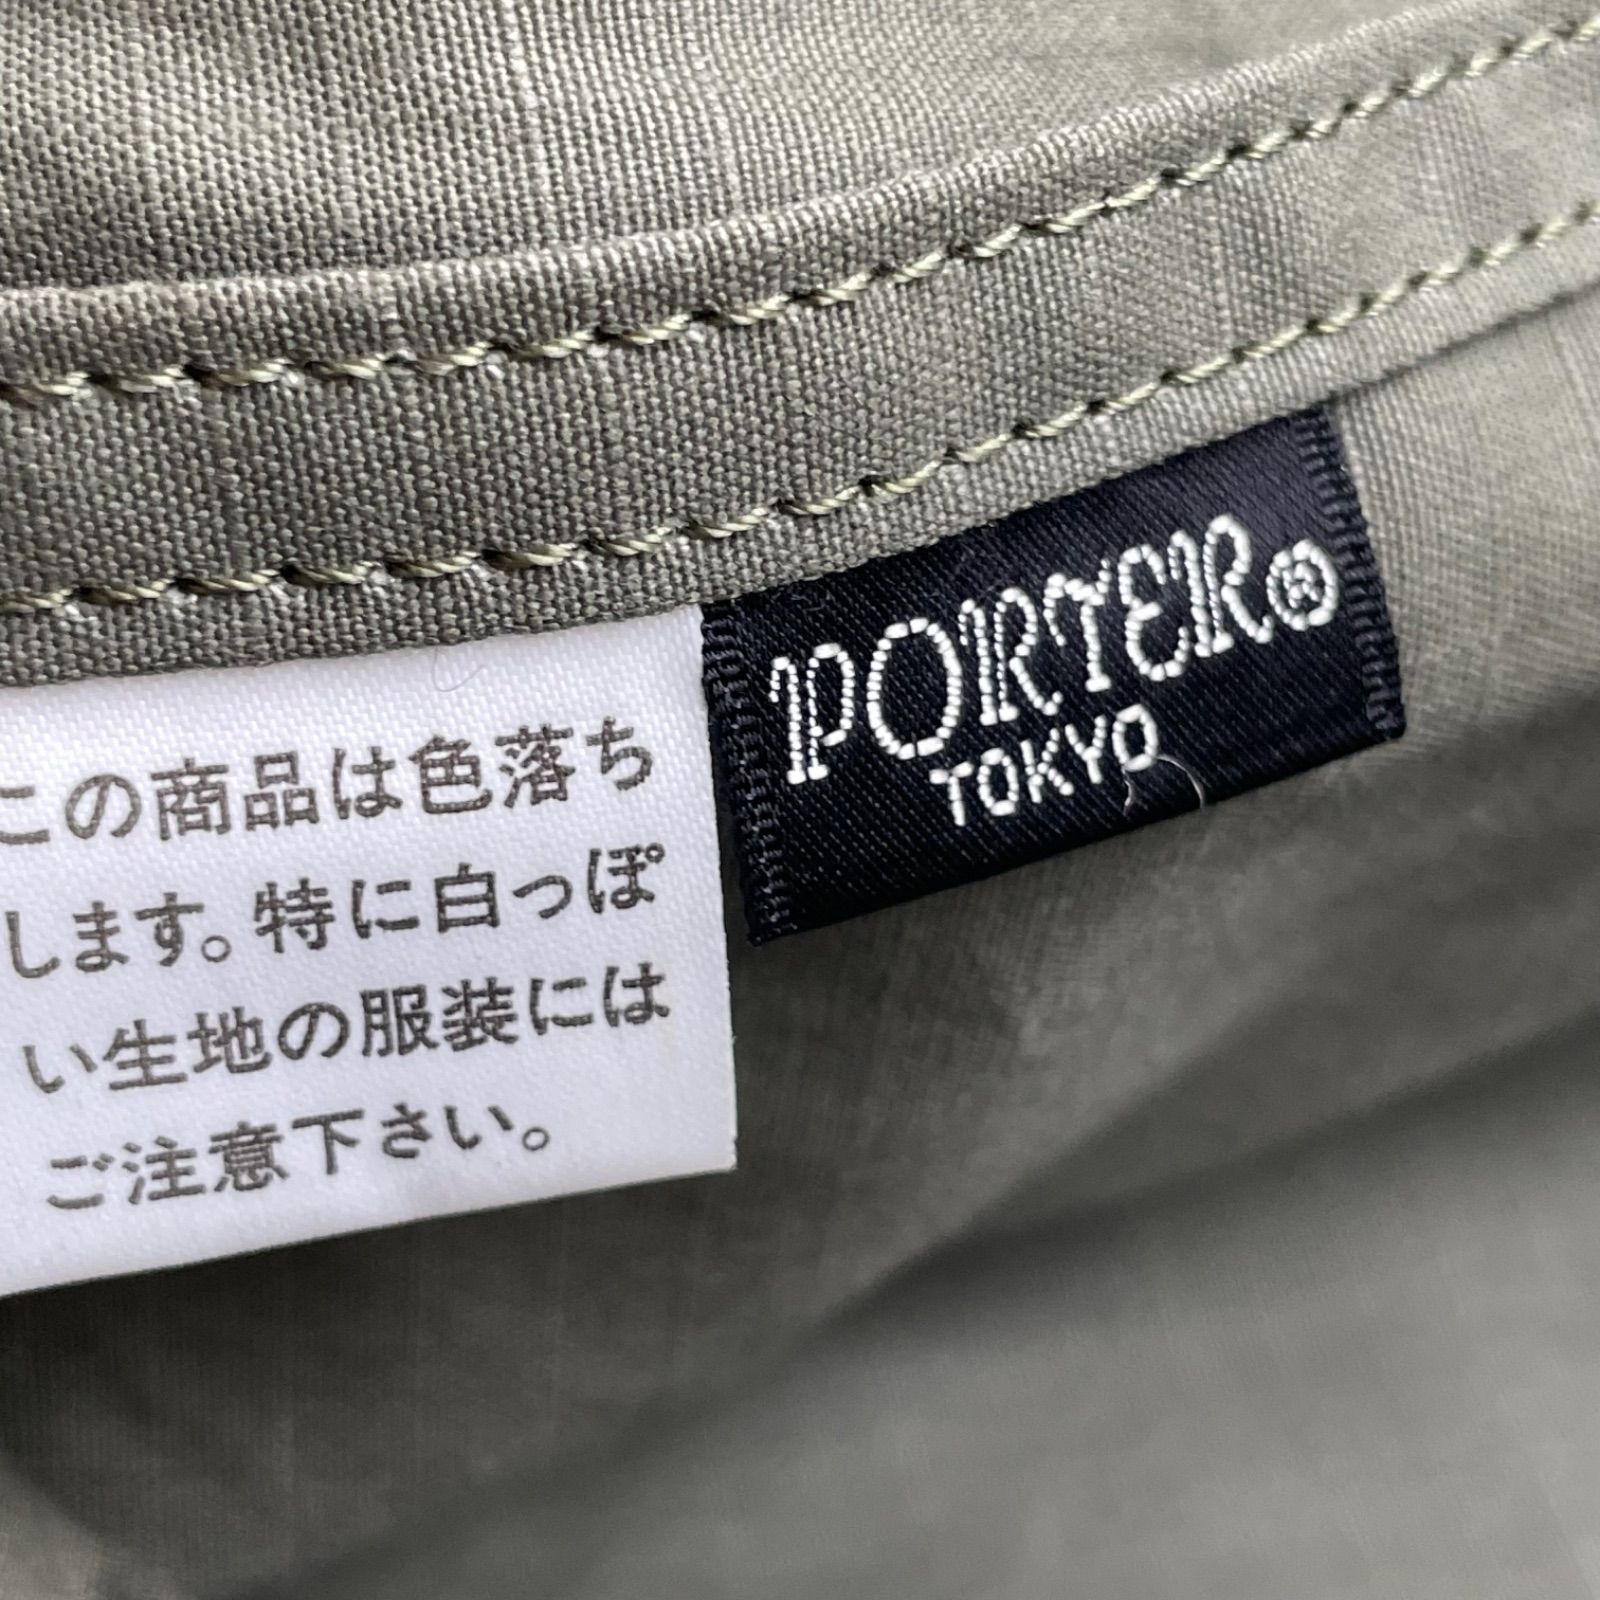 この商品は色落ち
します。特に白っぽ
い生地の服装には
ご注意下さい。
PORTER®
TOKYO